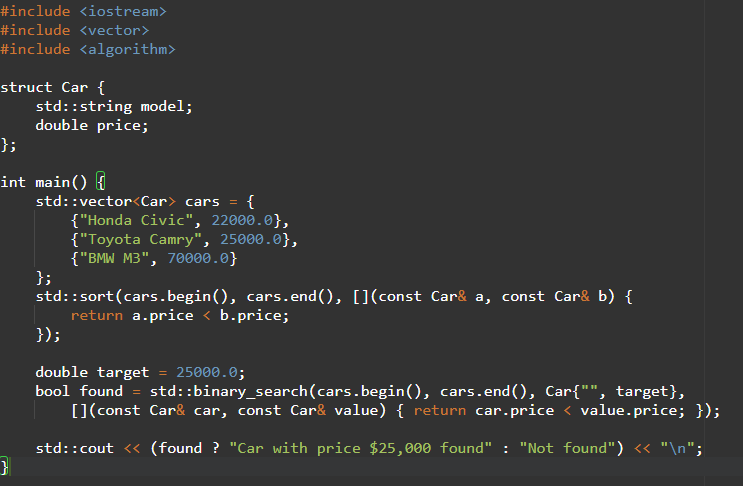 #include <iostream>
#include <vector>
#include <algorithm>

struct Car {
    std::string model;
    double price;
};

int main() {
    std::vector<Car> cars = {
        {"Honda Civic", 22000.0},
        {"Toyota Camry", 25000.0},
        {"BMW M3", 70000.0}
    };
    std::sort(cars.begin(), cars.end(), [](const Car& a, const Car& b) {
        return a.price < b.price;
    });

    double target = 25000.0;
    bool found = std::binary_search(cars.begin(), cars.end(), Car{"", target},
        [](const Car& car, const Car& value) { return car.price < value.price; });

    std::cout << (found ? "Car with price $25,000 found" : "Not found") << "\n";
}